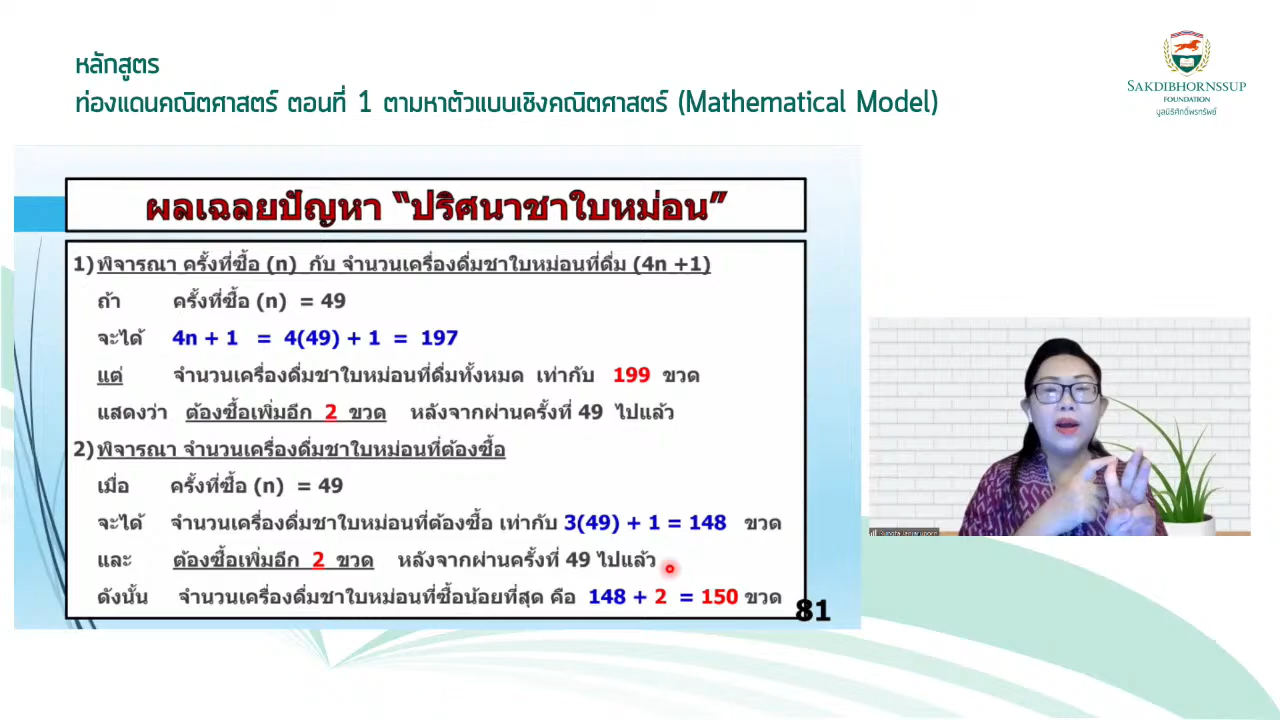 หลักสูตร
ท่องแดนคณิตศาสตร์ ตอนที่ 1 ตามหาตัวแบบเชิงคณิตศาสตร์ (Mathematical Model)
SAKDIBHORNSSUP
FOUNDATION
มูลนิธิศักดิ์พรทรัพย์
ผลเฉลยปัญหา “ปริศนาชาใบหม่อน”
1) พิจารณา ครั้งที่ซื้อ (n) กับ จำนวนเครื่องดื่มชาใบหม่อนที่ดื่ม (4n +1)
ถ้า ครั้งที่ซื้อ (n) = 49
จะได้ 4n + 1 = 4(49) + 1 = 197
แต่ จำนวนเครื่องดื่มชาใบหม่อนที่ดื่มทั้งหมด เท่ากับ 199 ขวด
แสดงว่า ต้องซื้อเพิ่มอีก 2 ขวด หลังจากผ่านครั้งที่ 49 ไปแล้ว
2) พิจารณา จำนวนเครื่องดื่มชาใบหม่อนที่ต้องซื้อ
เมื่อ ครั้งที่ซื้อ (n) = 49
จะได้ จำนวนเครื่องดื่มชาใบหม่อนที่ต้องซื้อ เท่ากับ 3(49) + 1 = 148 ขวด
และ ต้องซื้อเพิ่มอีก 2 ขวด หลังจากผ่านครั้งที่ 49 ไปแล้ว
ดังนั้น จำนวนเครื่องดื่มชาใบหม่อนที่ซื้อน้อยที่สุด คือ 148 + 2 = 150 ขวด
81